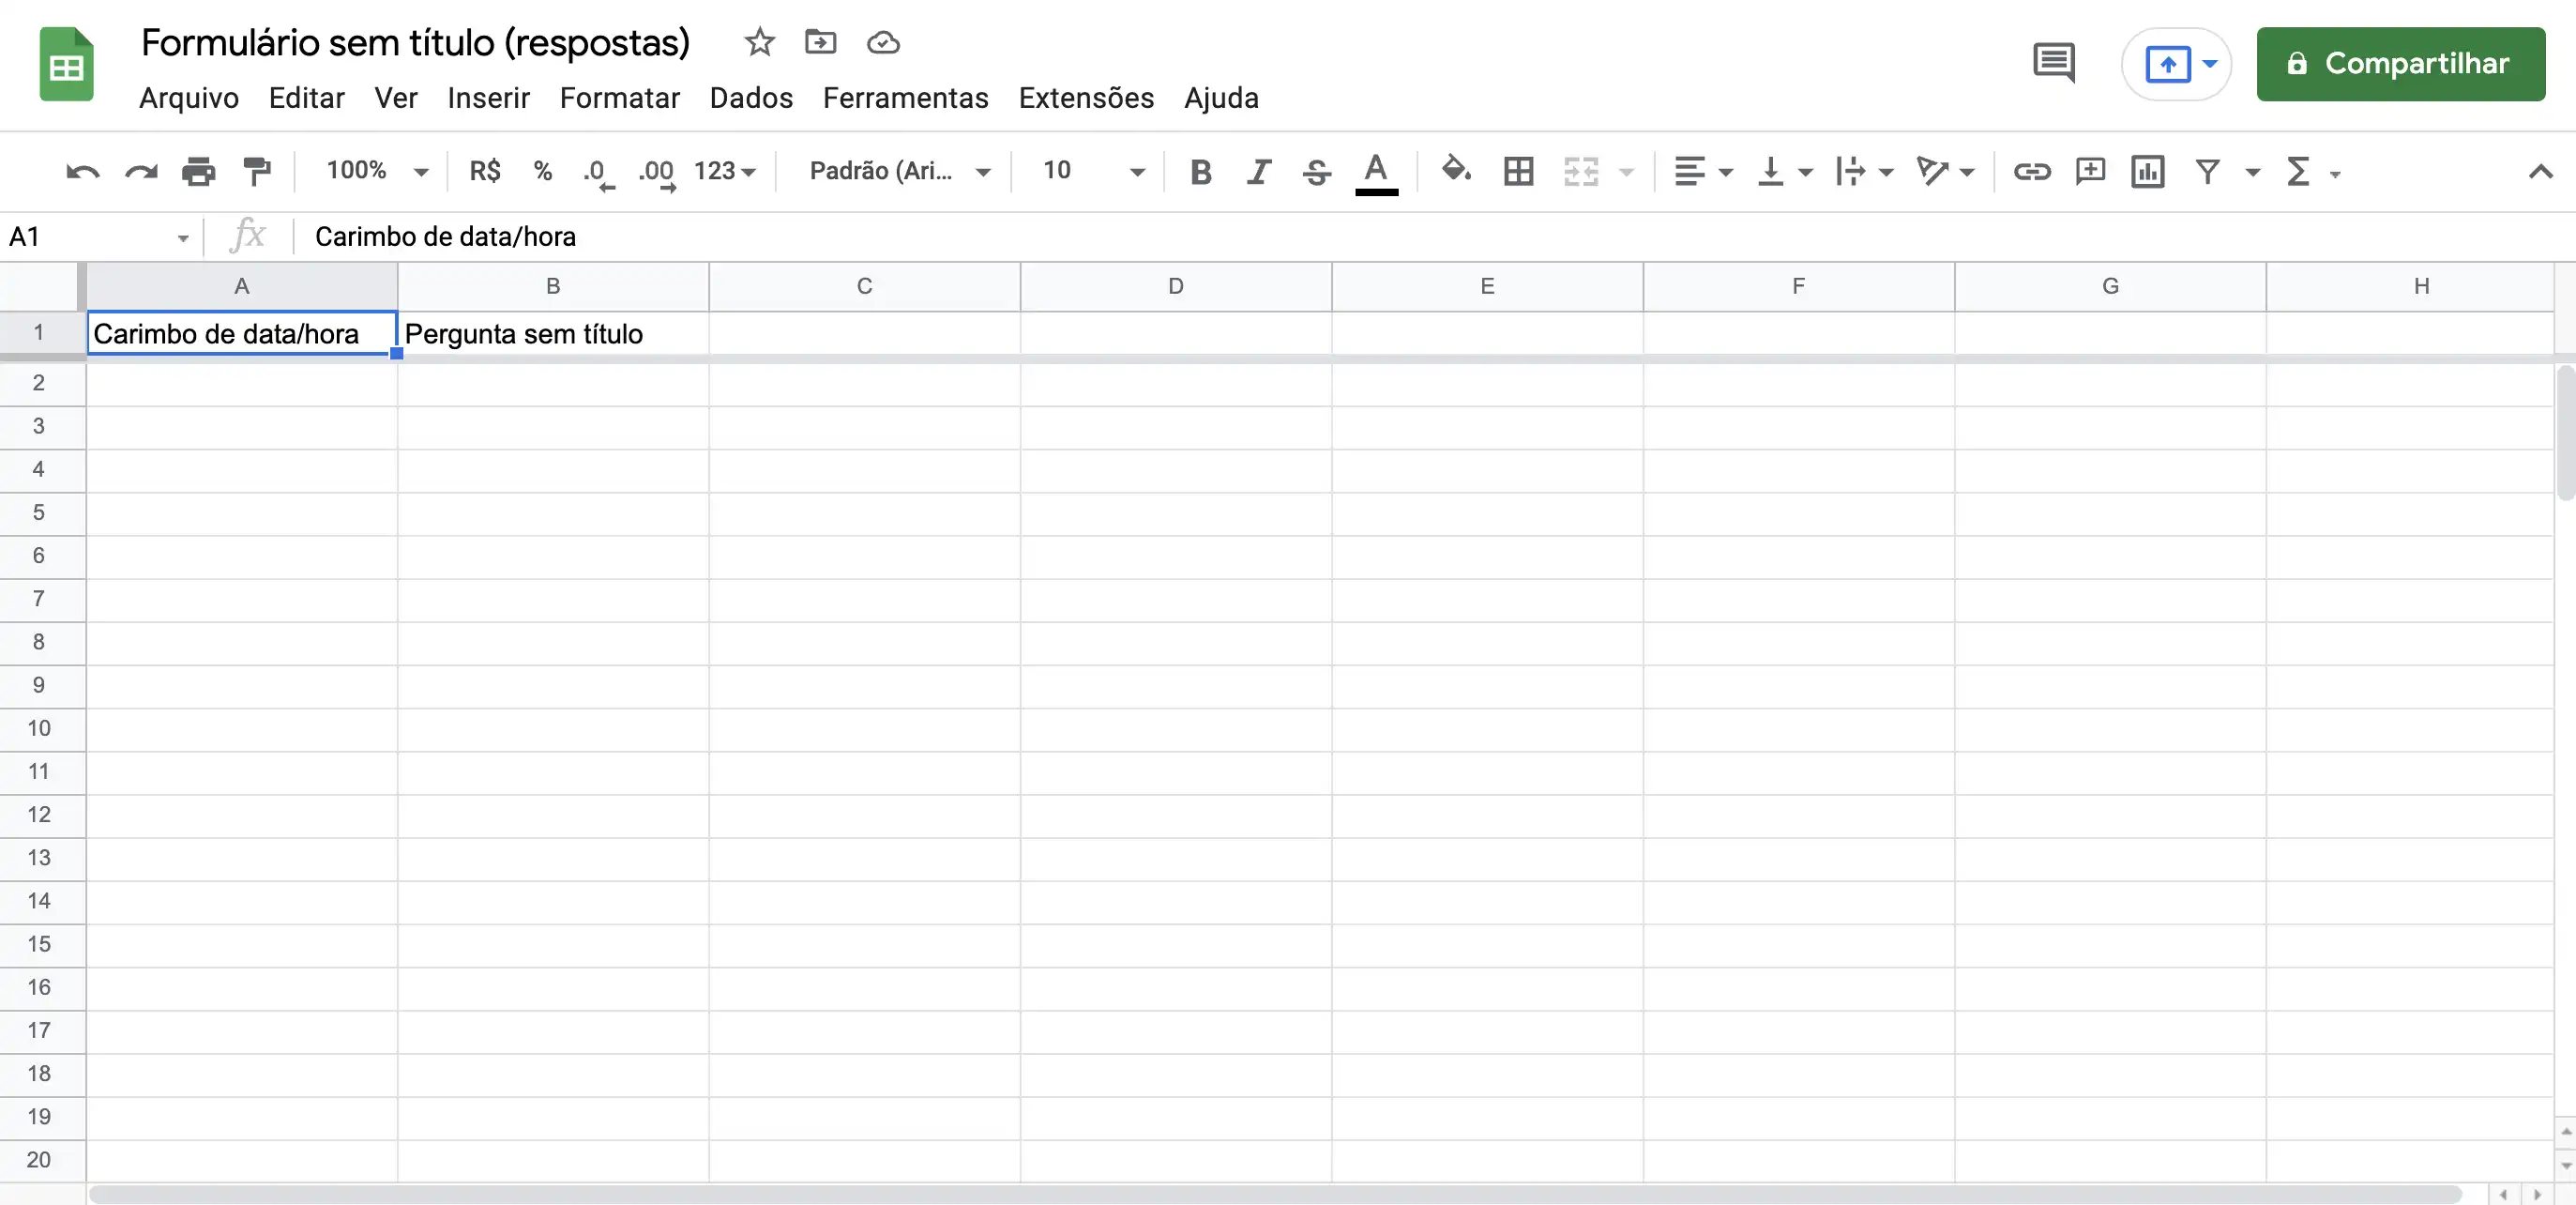 Formulário sem título (respostas)
Arquivo Editar Ver Inserir Formatar Dados Ferramentas Extensões Ajuda
Compartilhar
100% R$ % .0 .00 123 Padrão (Ari... 10 B I S A
A1 fx Carimbo de data/hora
A B C D E F G H
1 Carimbo de data/hora Pergunta sem título
2
3
4
5
6
7
8
9
10
11
12
13
14
15
16
17
18
19
20